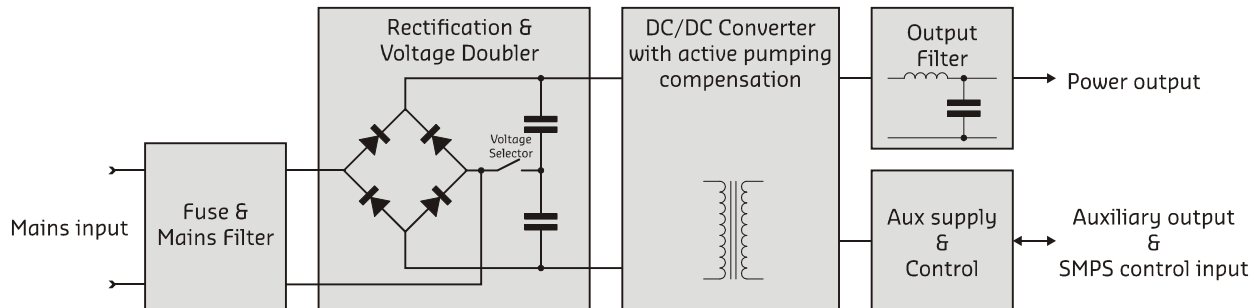 Mains input
Fuse &
Mains Filter
Rectification &
Voltage Doubler
Voltage
Selector
DC/DC Converter
with active pumping
compensation
Output
Filter
Power output
Aux supply
&
Control
Auxiliary output
&
SMPS control input